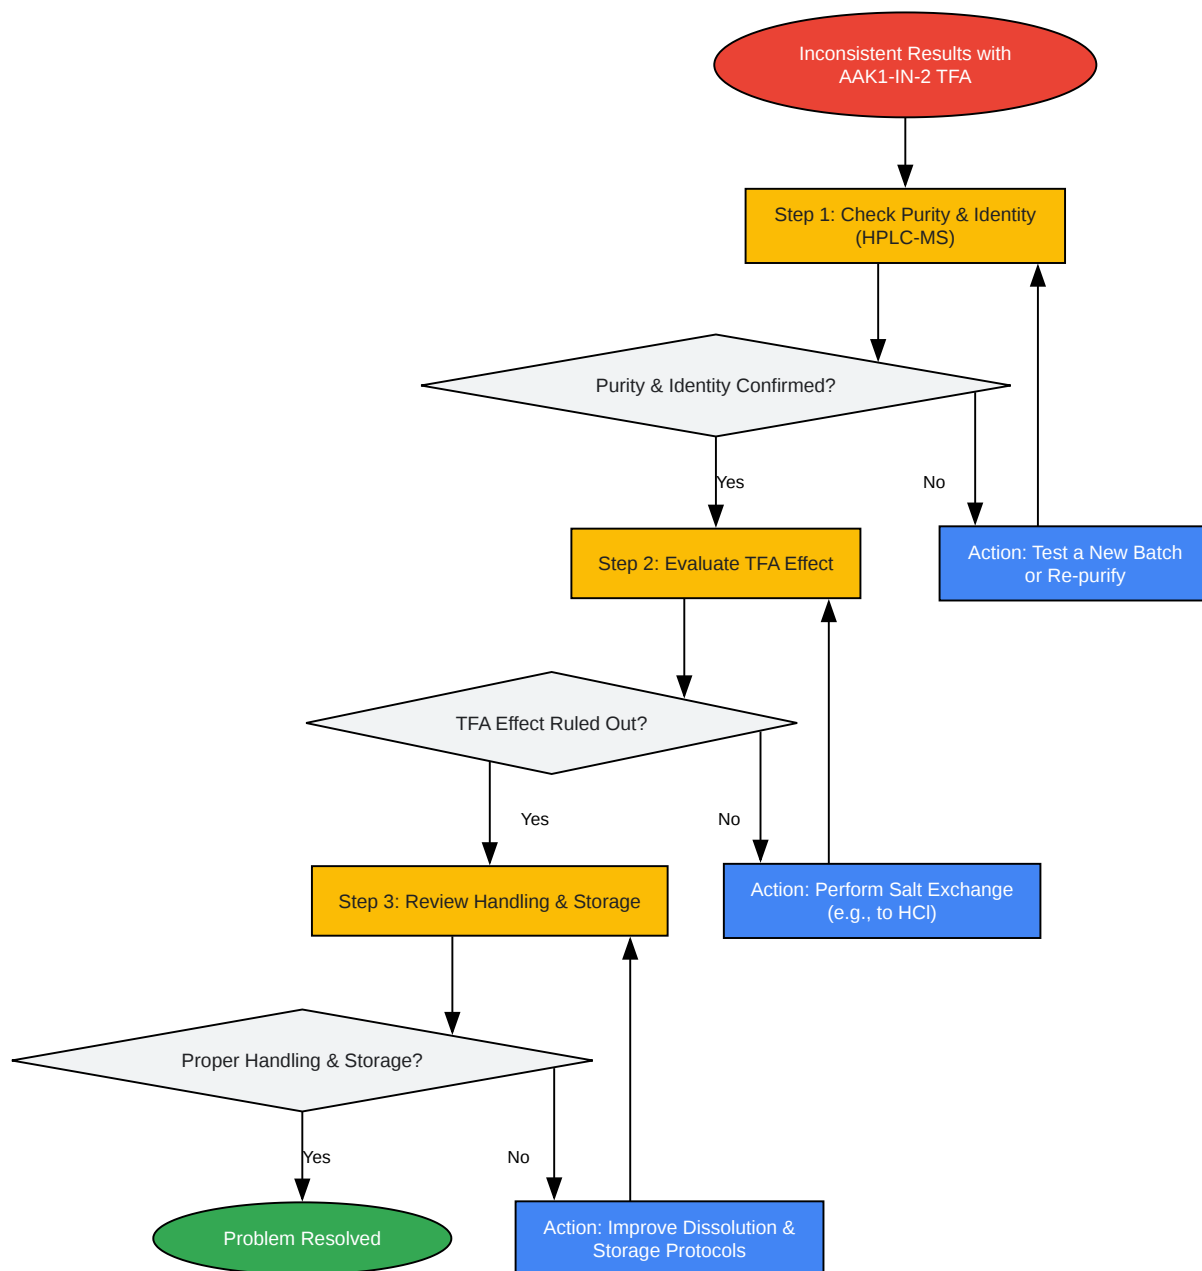 Inconsistent Results with
AAK1-IN-2 TFA
Step 1: Check Purity & Identity
(HPLC-MS)
Purity & Identity Confirmed?
Yes
No
Step 2: Evaluate TFA Effect
Action: Test a New Batch
or Re-purify
TFA Effect Ruled Out?
Yes
No
Step 3: Review Handling & Storage
Action: Perform Salt Exchange
(e.g., to HCl)
Proper Handling & Storage?
Yes
No
Problem Resolved
Action: Improve Dissolution &
Storage Protocols